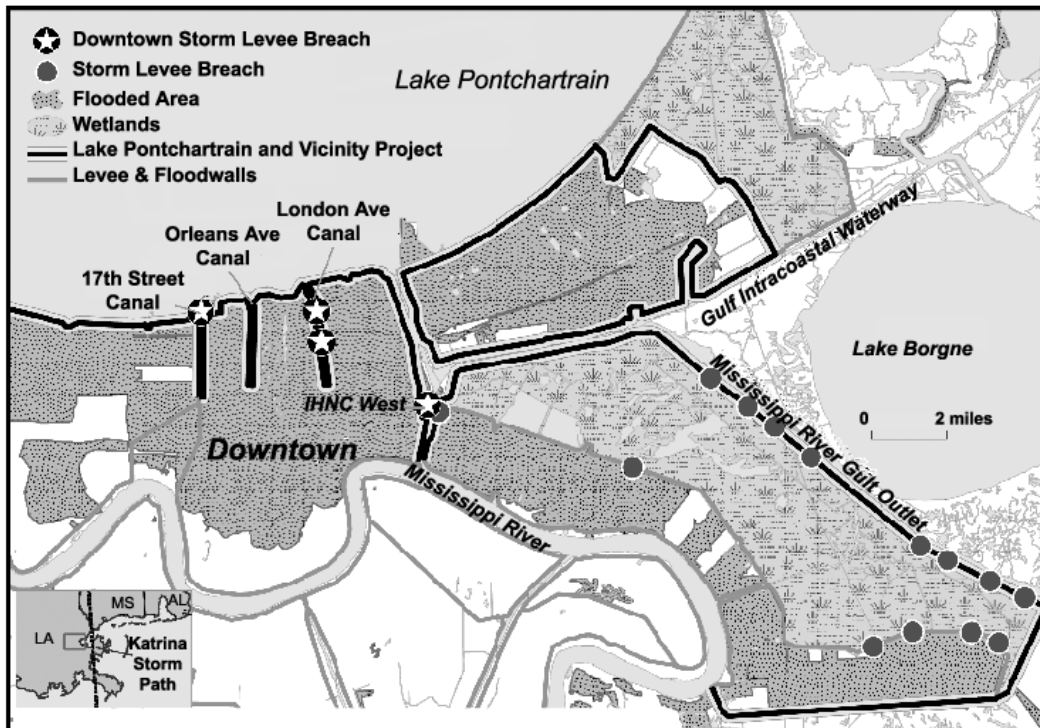 Downtown Storm Levee Breach
Storm Levee Breach
Flooded Area
Wetlands
Lake Pontchartrain and Vicinity Project
Levee & Floodwalls
Lake Pontchartrain
London Ave
Canal
Orleans Ave
Canal
17th Street
Canal
Gulf Intracoastal Waterway
Lake Borgne
0 2 miles
IHNC West
Downtown
Mississippi River Gulf Outlet
Mississippi River
MS
AL
LA
Katrina
Storm
Path